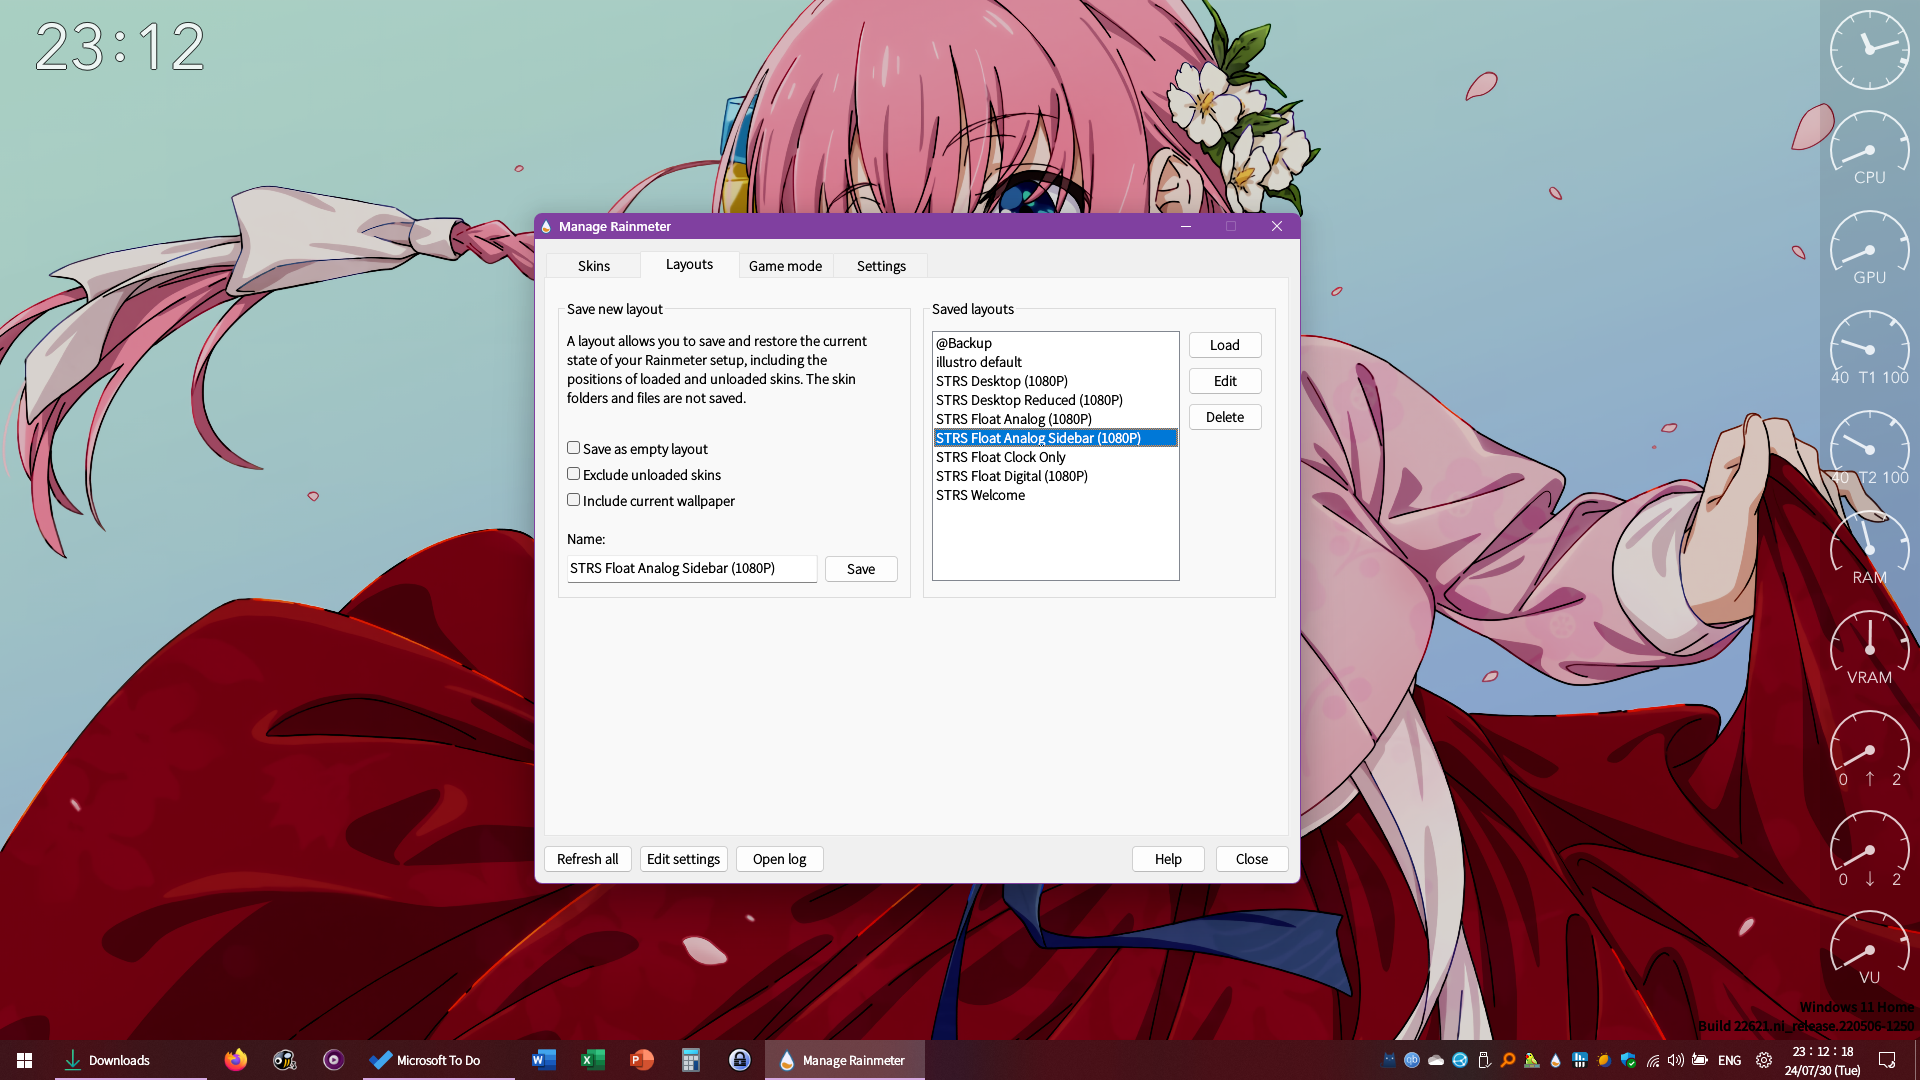 23:12
CPU
GPU
40 T1 100
40 T2 100
RAM
VRAM
0 ↑ 2
0 ↓ 2
VU
Manage Rainmeter
Skins
Layouts
Game mode
Settings
Save new layout
A layout allows you to save and restore the current
state of your Rainmeter setup, including the
positions of loaded and unloaded skins. The skin
folders and files are not saved.
Save as empty layout
Exclude unloaded skins
Include current wallpaper
Name:
STRS Float Analog Sidebar (1080P)
Save
Saved layouts
@Backup
illustro default
STRS Desktop (1080P)
STRS Desktop Reduced (1080P)
STRS Float Analog (1080P)
STRS Float Analog Sidebar (1080P)
STRS Float Clock Only
STRS Float Digital (1080P)
STRS Welcome
Load
Edit
Delete
Refresh all
Edit settings
Open log
Help
Close
Windows 11 Home
Build 22621.ni_release.220506-1250
Downloads
Microsoft To Do
Manage Rainmeter
ENG
23 : 12 : 18
24/07/30 (Tue)